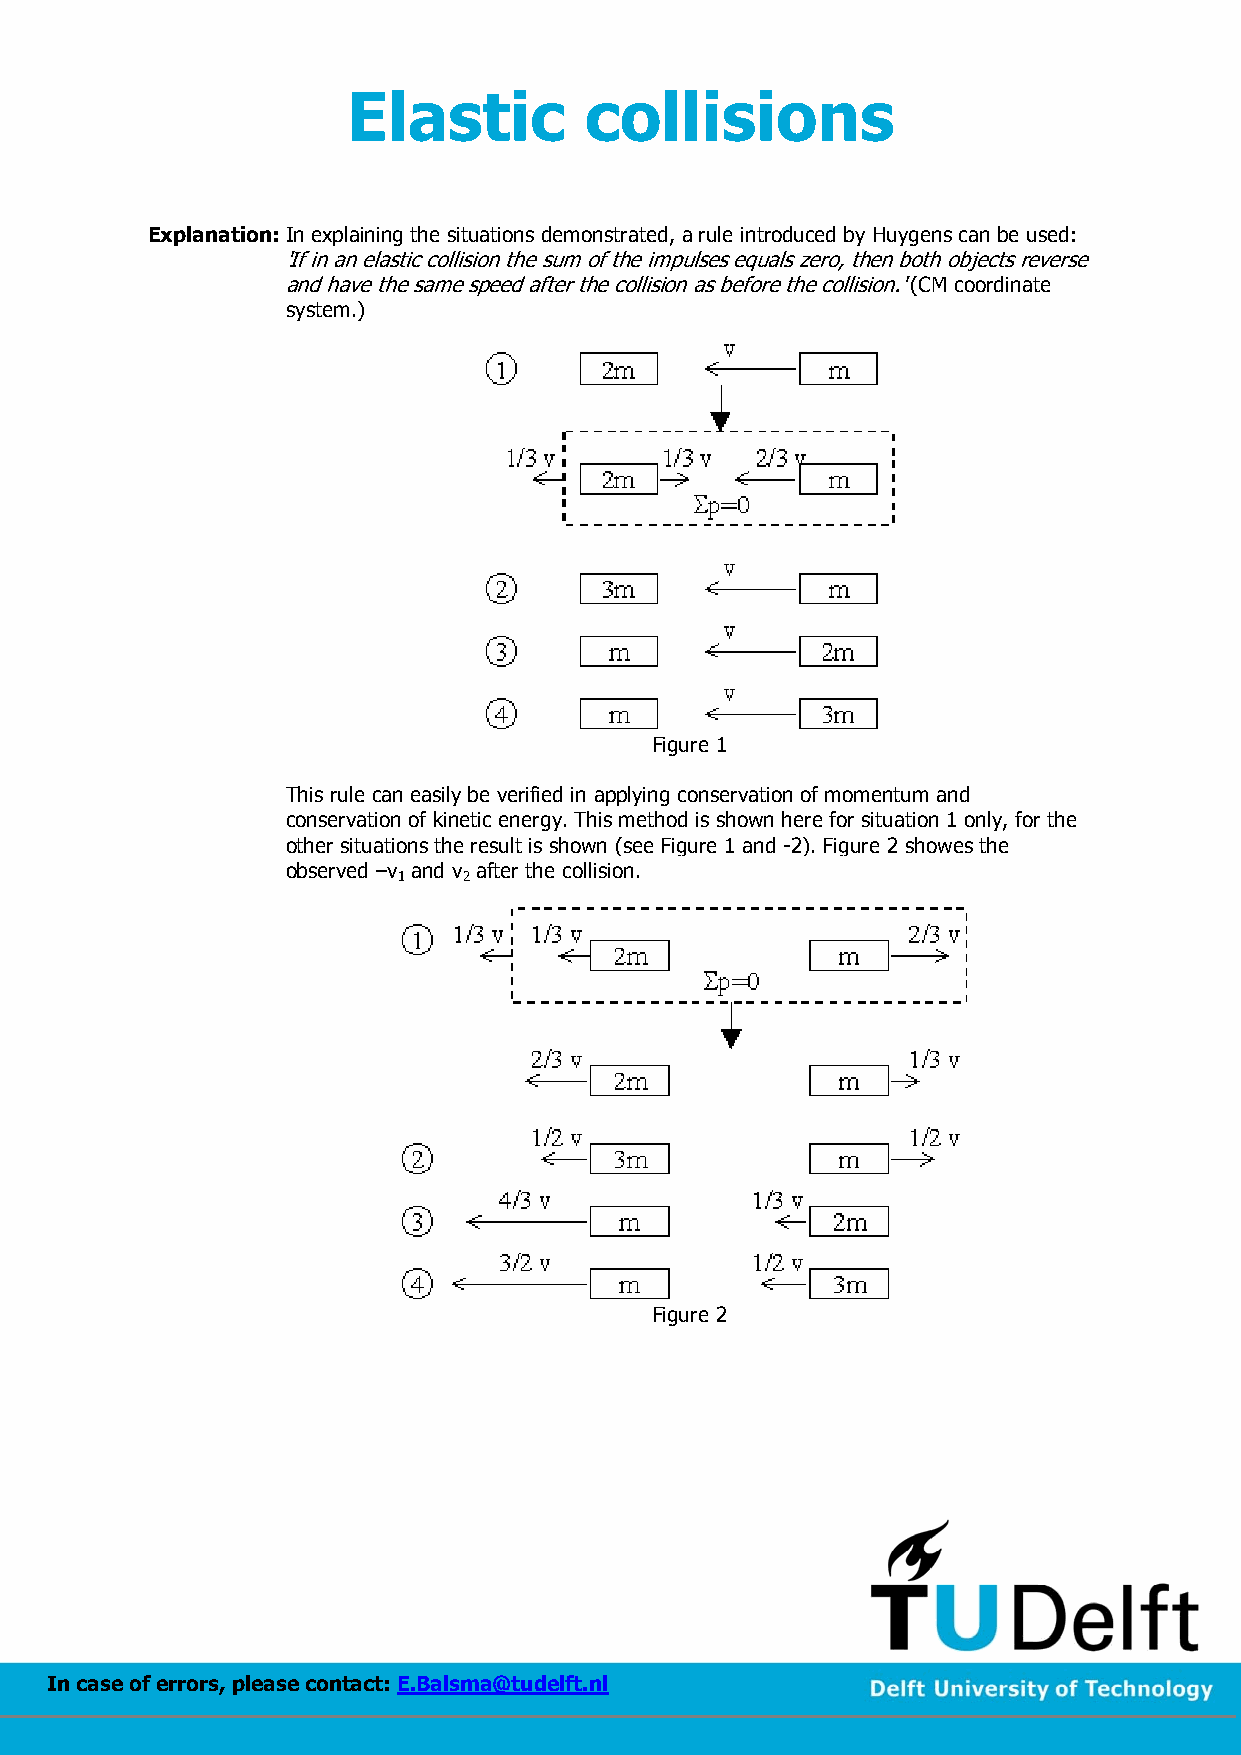 Elastic collisions
Explanation: In explaining the situations demonstrated, a rule introduced by Huygens can be used:
'If in an elastic collision the sum of the impulses equals zero, then both objects reverse
and have the same speed after the collision as before the collision.' (CM coordinate
system.)
v
1 2m m
1/3 v 1/3 v 2/3 v
2m m
Σp=0
v
2 3m m
v
3 m 2m
v
4 m 3m
Figure 1
This rule can easily be verified in applying conservation of momentum and
conservation of kinetic energy. This method is shown here for situation 1 only, for the
other situations the result is shown (see Figure 1 and -2). Figure 2 showes the
observed –v₁ and v₂ after the collision.
1 1/3 v 1/3 v 2/3 v
2m m
Σp=0
2/3 v 1/3 v
2m m
1/2 v 1/2 v
2 3m m
4/3 v 1/3 v
3 m 2m
3/2 v 1/2 v
4 m 3m
Figure 2
TUDelft
In case of errors, please contact: E.Balsma@tudelft.nl
Delft University of Technology